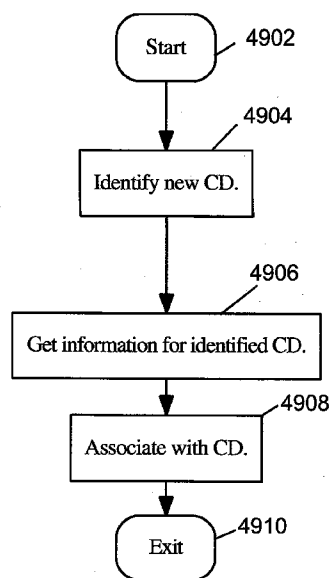 Start
4902
4904
Identify new CD.
4906
Get information for identified CD.
4908
Associate with CD.
4910
Exit